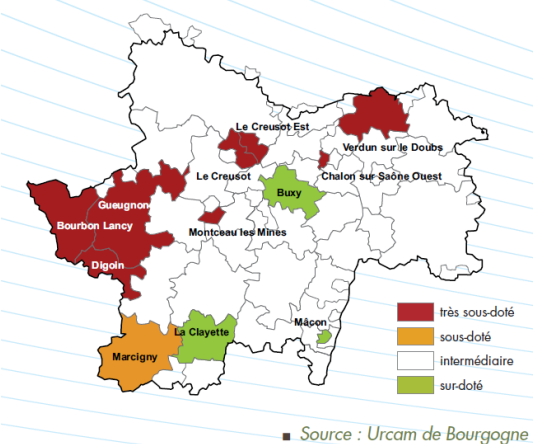 Le Creusot Est
Verdun sur le Doubs
Le Creusot
Chalon sur Saône Ouest
Buxy
Gueugnon
Bourbon Lancy
Montceau les Mines
Digoin
Mâcon
La Clayette
Marcigny
très sous-doté
sous-doté
intermédiaire
sur-doté
■ Source : Urcam de Bourgogne